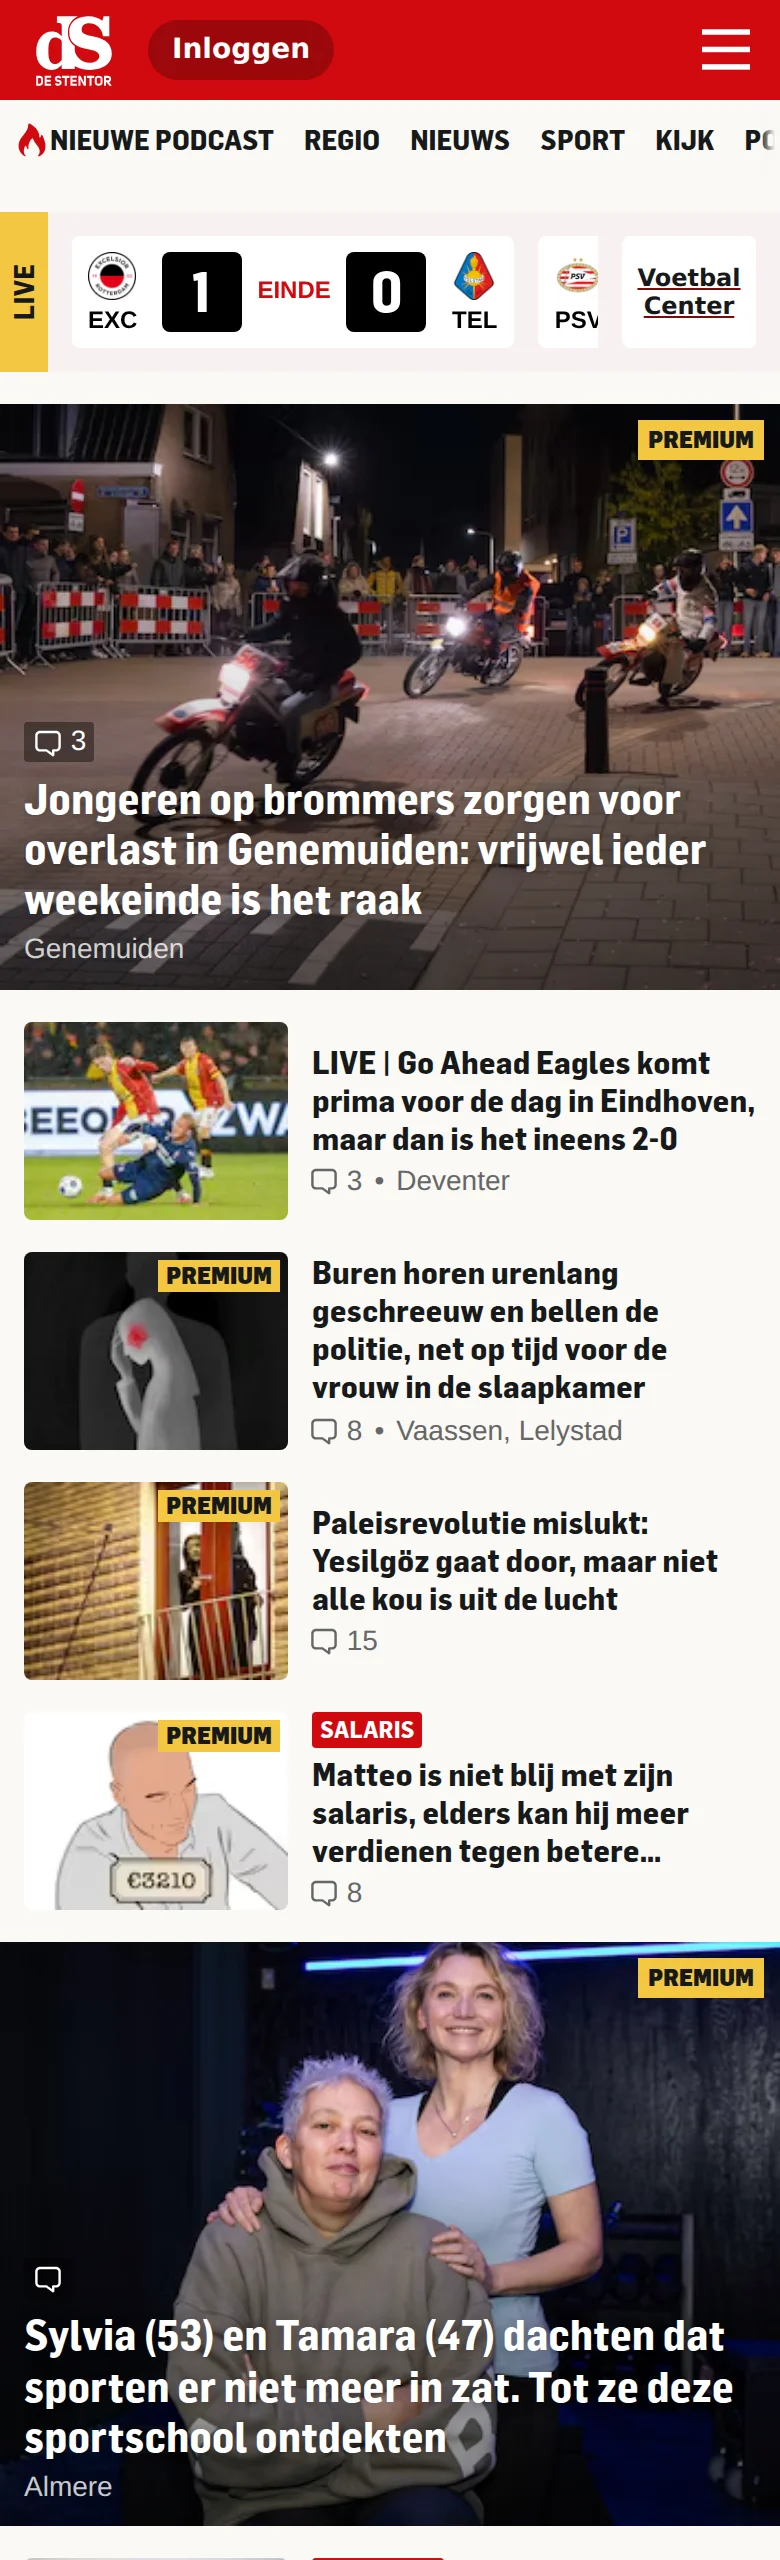 dS
DE STENTOR
Inloggen
NIEUWE PODCAST REGIO NIEUWS SPORT KIJK
LIVE
EXCELSIOR
ROTTERDAM
EXC
1
EINDE
0
TEL
PSV
PSV
Voetbal
Center
PREMIUM
3
Jongeren op brommers zorgen voor
overlast in Genemuiden: vrijwel ieder
weekeinde is het raak
Genemuiden
LIVE | Go Ahead Eagles komt
prima voor de dag in Eindhoven,
maar dan is het ineens 2-0
3 • Deventer
PREMIUM
Buren horen urenlang
geschreeuw en bellen de
politie, net op tijd voor de
vrouw in de slaapkamer
8 • Vaassen, Lelystad
PREMIUM
Paleisrevolutie mislukt:
Yesilgöz gaat door, maar niet
alle kou is uit de lucht
15
PREMIUM
€3210
SALARIS
Matteo is niet blij met zijn
salaris, elders kan hij meer
verdienen tegen betere...
8
PREMIUM
Sylvia (53) en Tamara (47) dachten dat
sporten er niet meer in zat. Tot ze deze
sportschool ontdekten
Almere